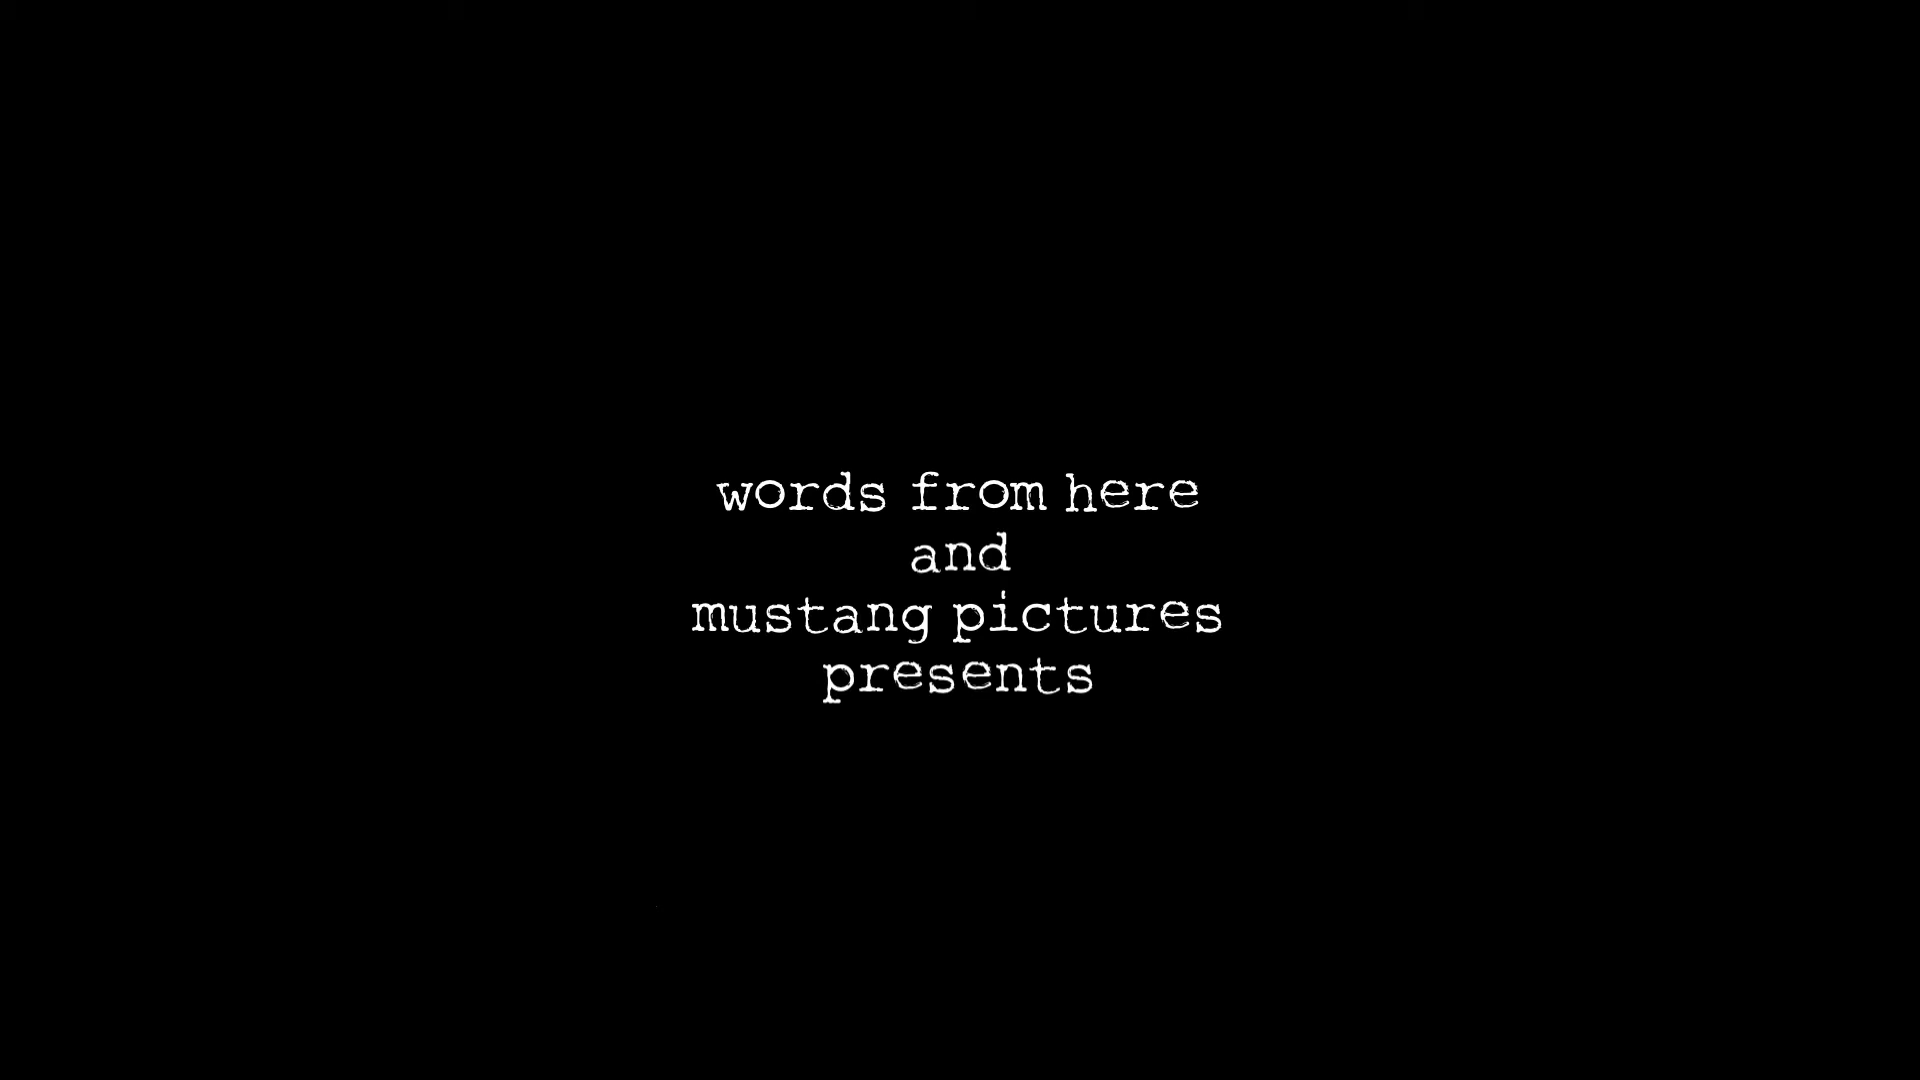 words from here
and
mustang pictures
presents